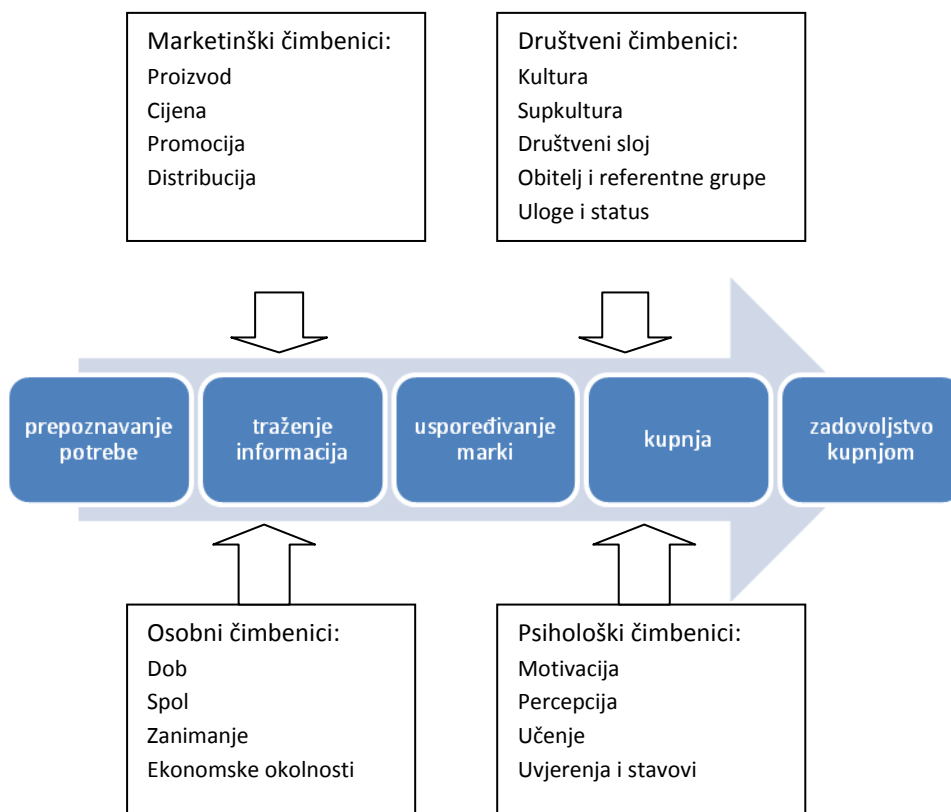 Marketinški čimbenici:
Proizvod
Cijena
Promocija
Distribucija
Društveni čimbenici:
Kultura
Supkultura
Društveni sloj
Obitelj i referentne grupe
Uloge i status
prepoznavanje
potrebe
traženje
informacija
uspoređivanje
marki
kupnja
zadovoljstvo
kupnjom
Osobni čimbenici:
Dob
Spol
Zanimanje
Ekonomske okolnosti
Psihološki čimbenici:
Motivacija
Percepcija
Učenje
Uvjerenja i stavovi